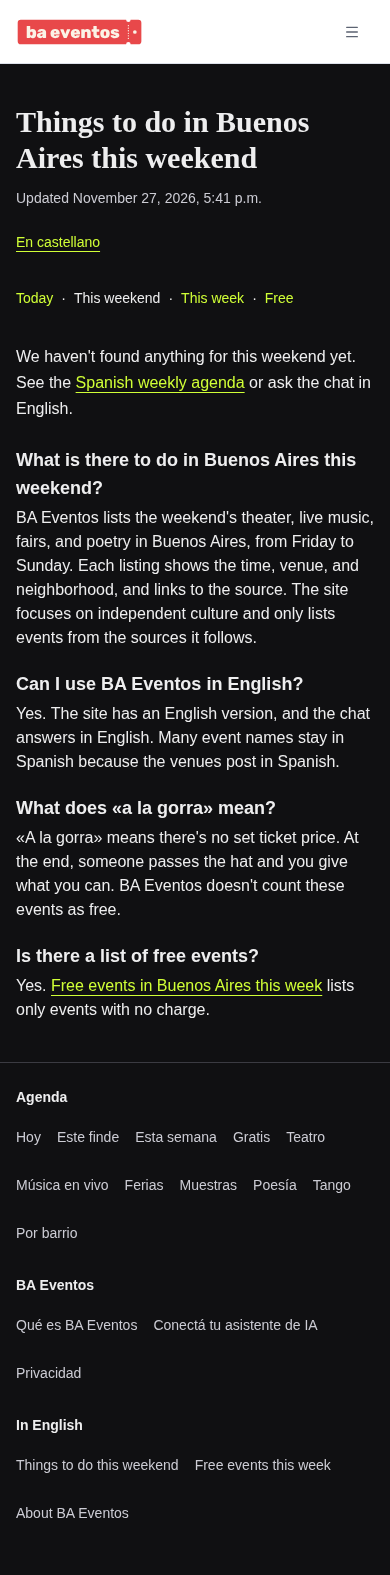 ba eventos
Things to do in Buenos
Aires this weekend
Updated November 27, 2026, 5:41 p.m.
En castellano
Today · This weekend · This week · Free
We haven't found anything for this weekend yet.
See the Spanish weekly agenda or ask the chat in
English.
What is there to do in Buenos Aires this
weekend?
BA Eventos lists the weekend's theater, live music,
fairs, and poetry in Buenos Aires, from Friday to
Sunday. Each listing shows the time, venue, and
neighborhood, and links to the source. The site
focuses on independent culture and only lists
events from the sources it follows.
Can I use BA Eventos in English?
Yes. The site has an English version, and the chat
answers in English. Many event names stay in
Spanish because the venues post in Spanish.
What does «a la gorra» mean?
«A la gorra» means there's no set ticket price. At
the end, someone passes the hat and you give
what you can. BA Eventos doesn't count these
events as free.
Is there a list of free events?
Yes. Free events in Buenos Aires this week lists
only events with no charge.
Agenda
Hoy Este finde Esta semana Gratis Teatro
Música en vivo Ferias Muestras Poesía Tango
Por barrio
BA Eventos
Qué es BA Eventos Conectá tu asistente de IA
Privacidad
In English
Things to do this weekend Free events this week
About BA Eventos